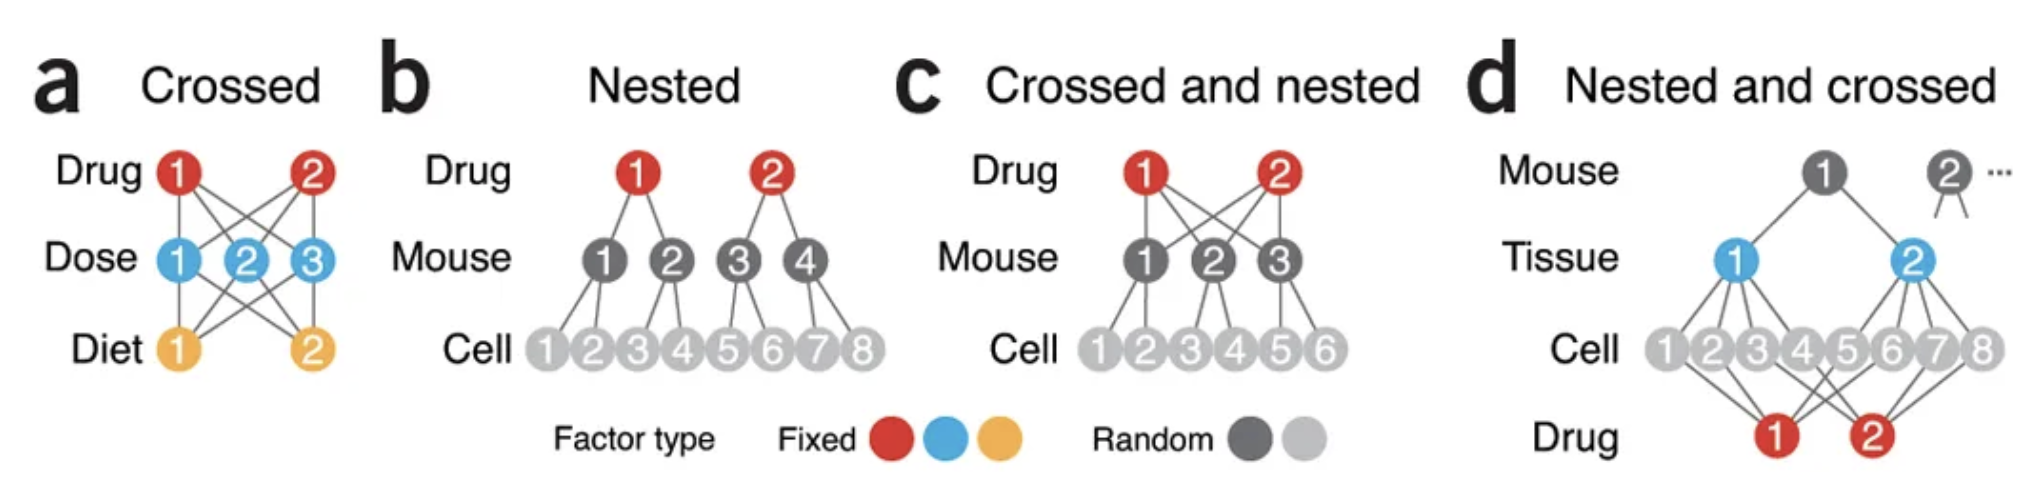 a Crossed
Drug 1 2
Dose 1 2 3
Diet 1 2
b Nested
Drug 1 2
Mouse 1 2 3 4
Cell 1 2 3 4 5 6 7 8
c Crossed and nested
Drug 1 2
Mouse 1 2 3
Cell 1 2 3 4 5 6
d Nested and crossed
Mouse 1 2 ...
Tissue 1 2
Cell 1 2 3 4 5 6 7 8
Drug 1 2
Factor type Fixed Random